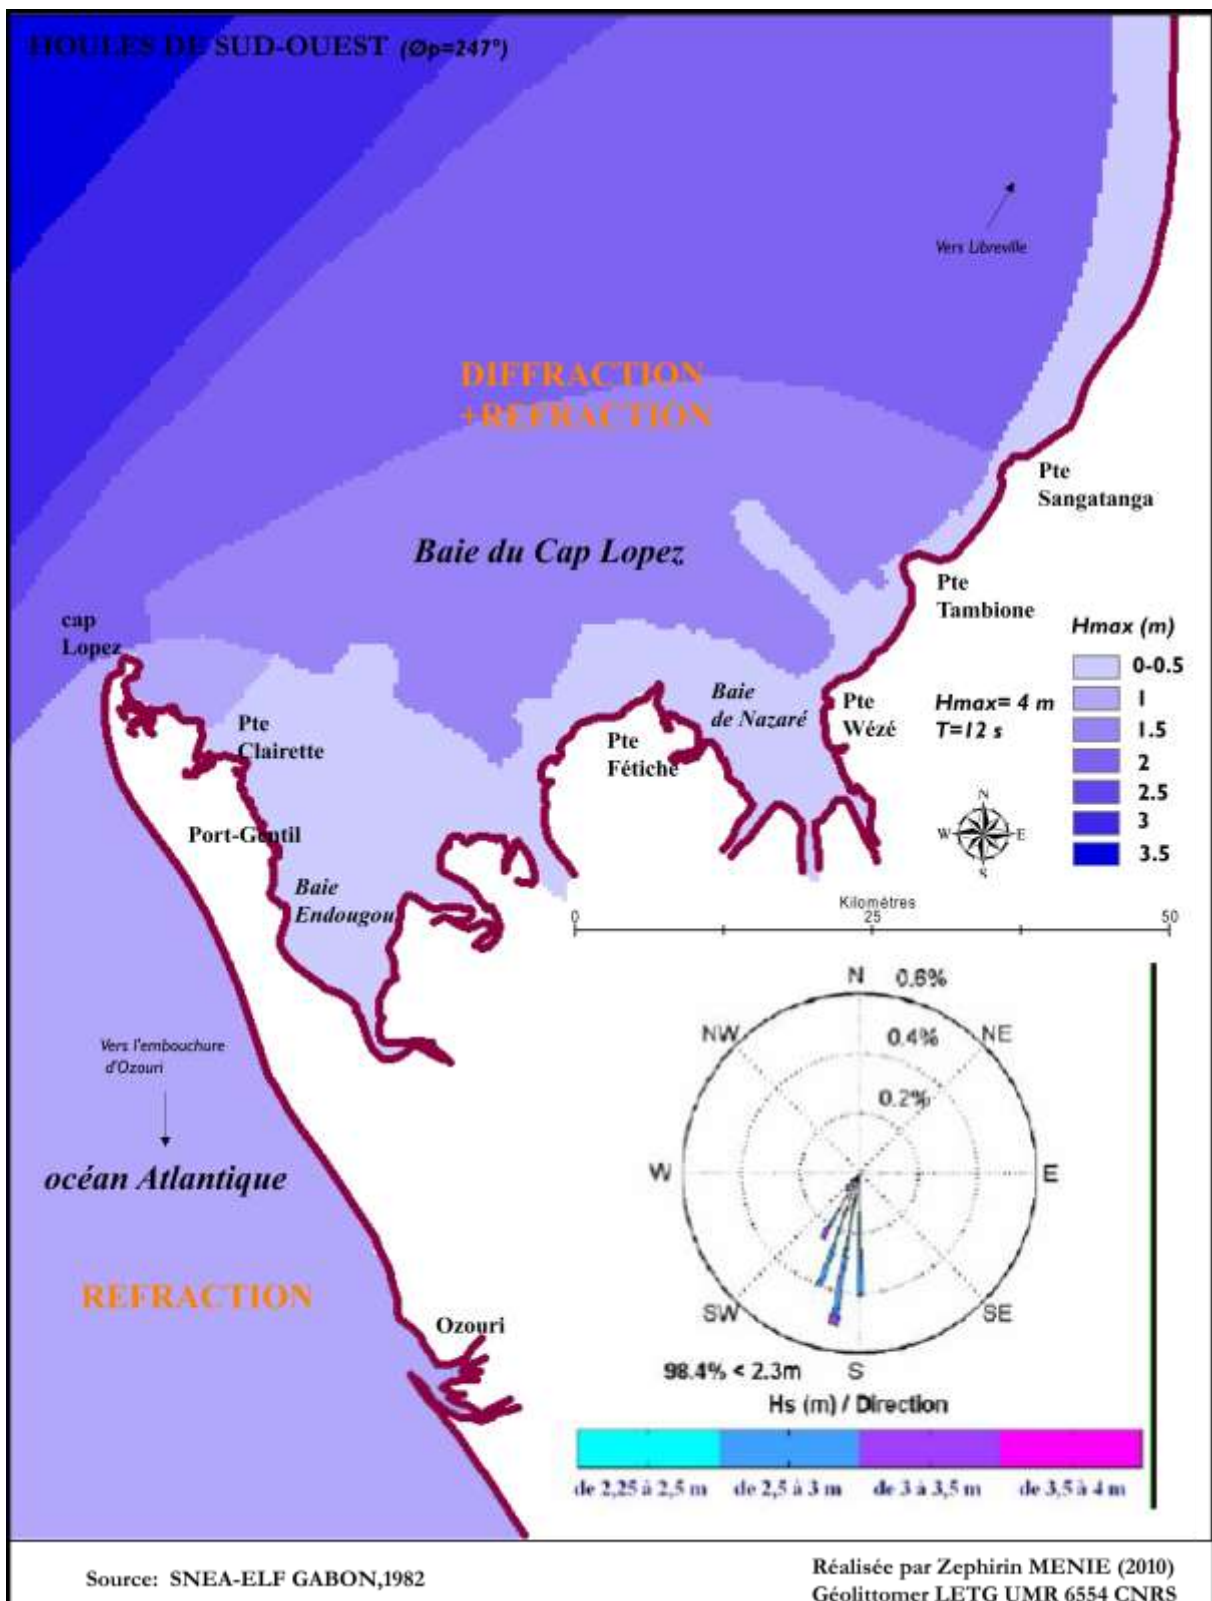 HOULES DE SUD-OUEST (Øp=247°)
Vers Libreville
DIFFRACTION
+REFRACTION
Pte
Sangatanga
Baie du Cap Lopez
Pte
Tambione
cap
Lopez
Hmax (m)
0-0.5
1
1.5
2
2.5
3
3.5
Hmax= 4 m
T=12 s
Baie
de Nazaré
Pte
Wézé
Pte
Clairette
Pte
Fétiche
N
W E
S
Port-Gentil
Baie
Endougou
Kilomètres
0 25 50
N 0.6%
NW 0.4% NE
0.2%
W E
SW SE
S
98.4% < 2.3m
Hs (m) / Direction
de 2,25 à 2,5 m de 2,5 à 3 m de 3 à 3,5 m de 3,5 à 4 m
Vers l'embouchure
d'Ozouri
océan Atlantique
REFRACTION
Ozouri
Source: SNEA-ELF GABON,1982
Réalisée par Zephirin MENIE (2010)
Géolittomer LETG UMR 6554 CNRS